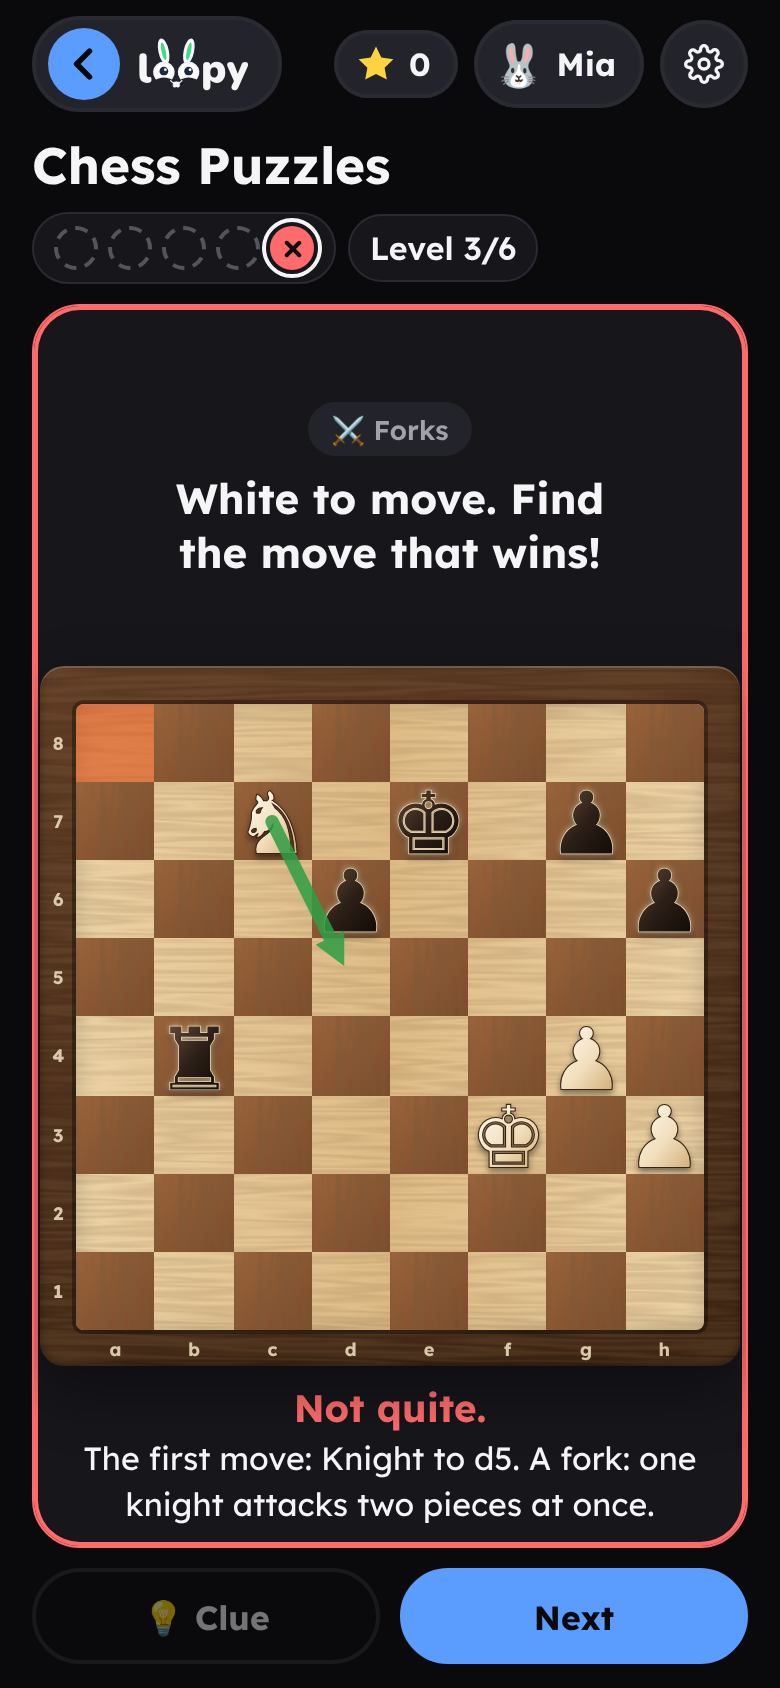 loopy
0
Mia
Chess Puzzles
Level 3/6
Forks
White to move. Find
the move that wins!
8
7
6
5
4
3
2
1
a b c d e f g h
Not quite.
The first move: Knight to d5. A fork: one
knight attacks two pieces at once.
Clue
Next